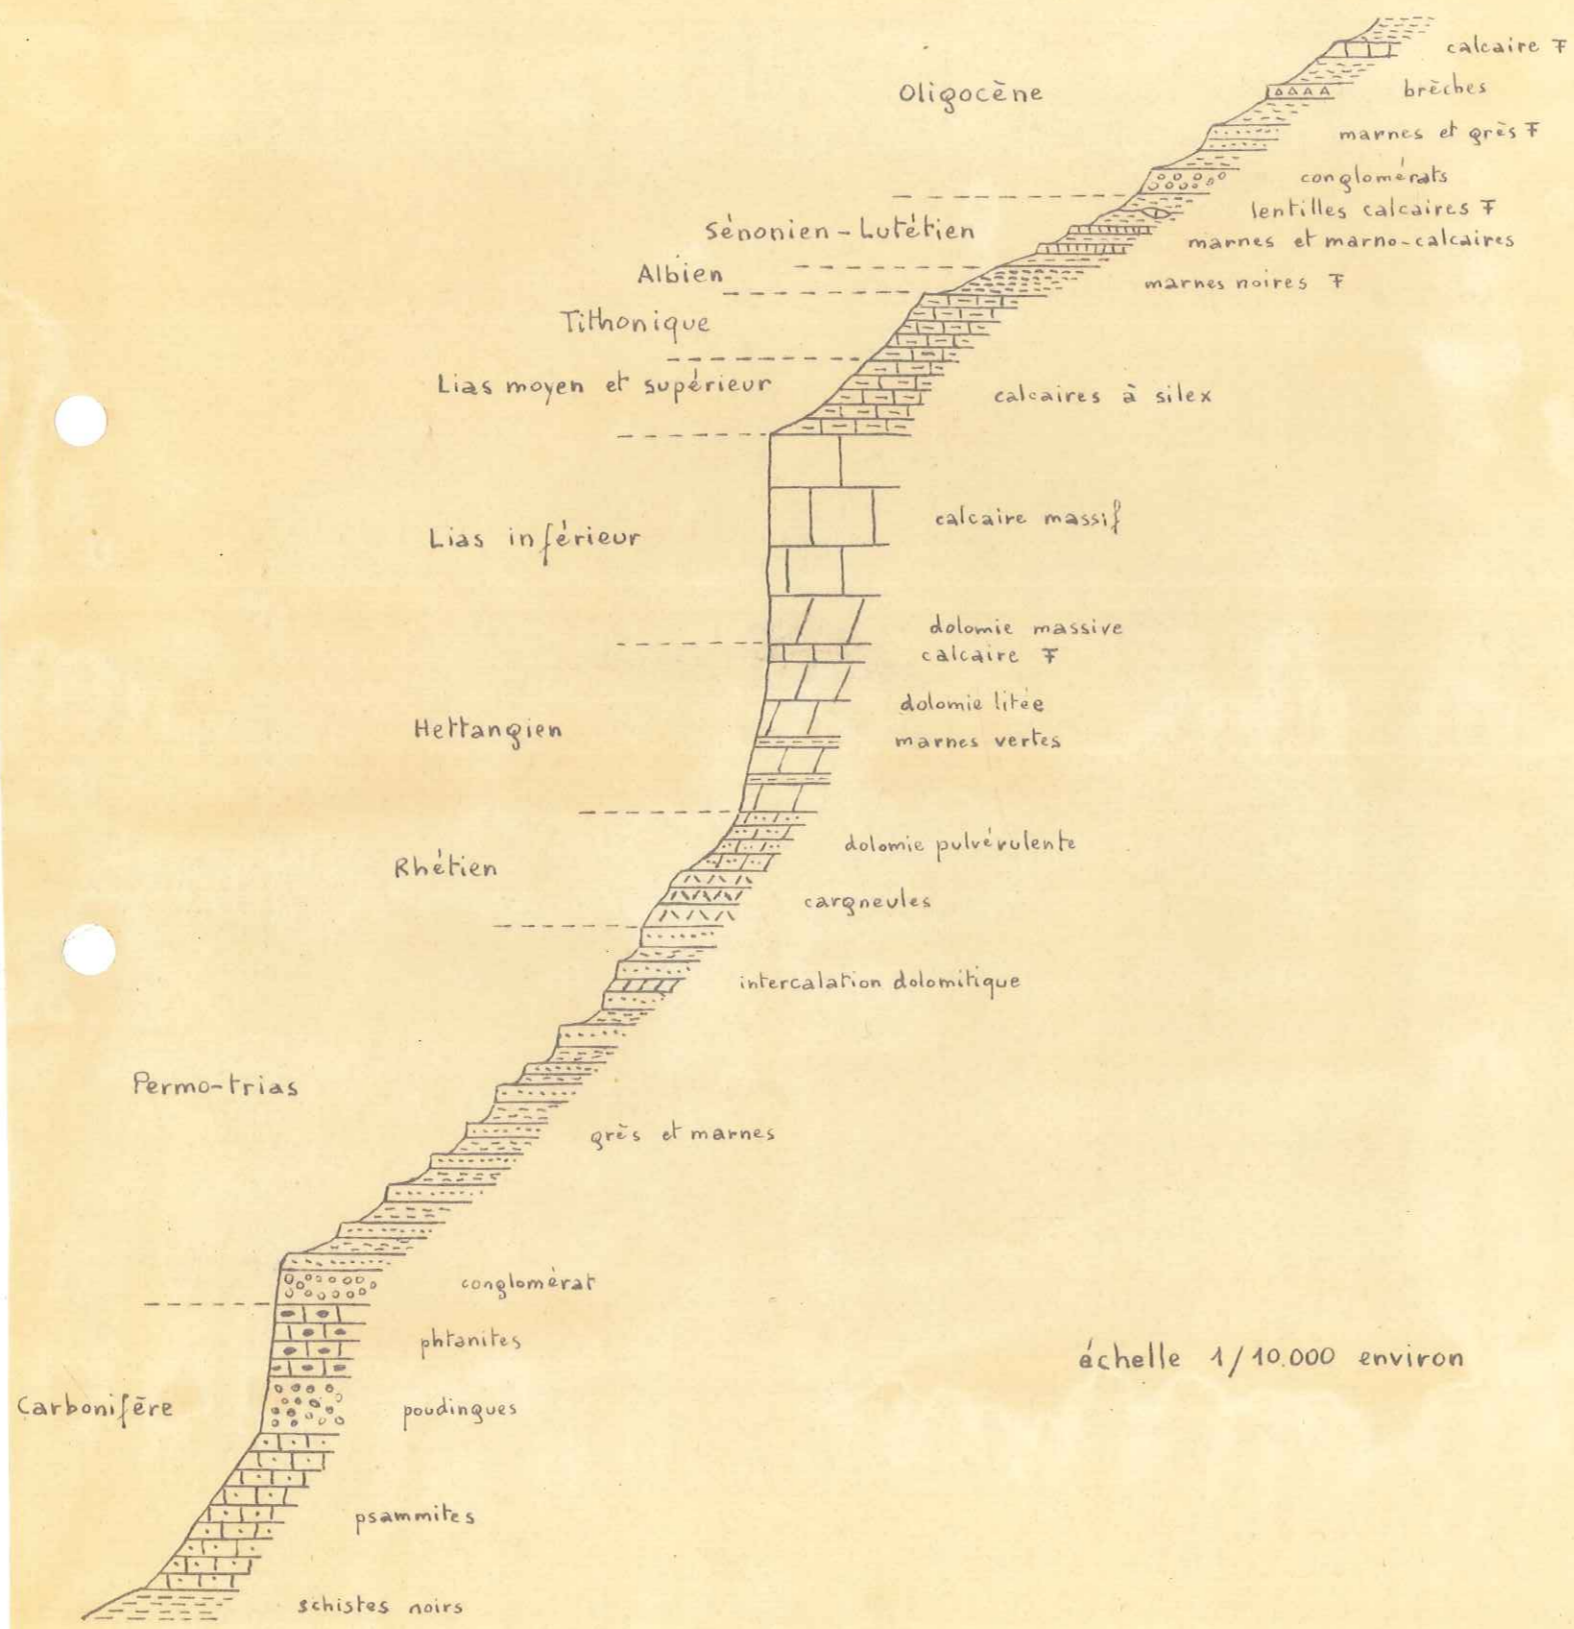 calcaire Ŧ
Oligocène
brèches
marnes et grès Ŧ
conglomérats
lentilles calcaires Ŧ
Sénonien - Lutétien
marnes et marno-calcaires
Albien
marnes noires Ŧ
Tithonique
Lias moyen et supérieur
calcaires à silex
calcaire massif
Lias inférieur
dolomie massive
calcaire Ŧ
dolomie litée
Hettangien
marnes vertes
dolomie pulvérulente
Rhétien
cargneules
intercalation dolomitique
Permo-trias
grès et marnes
conglomérat
phtanites
échelle 1/10.000 environ
Carbonifère
poudingues
psammites
schistes noirs